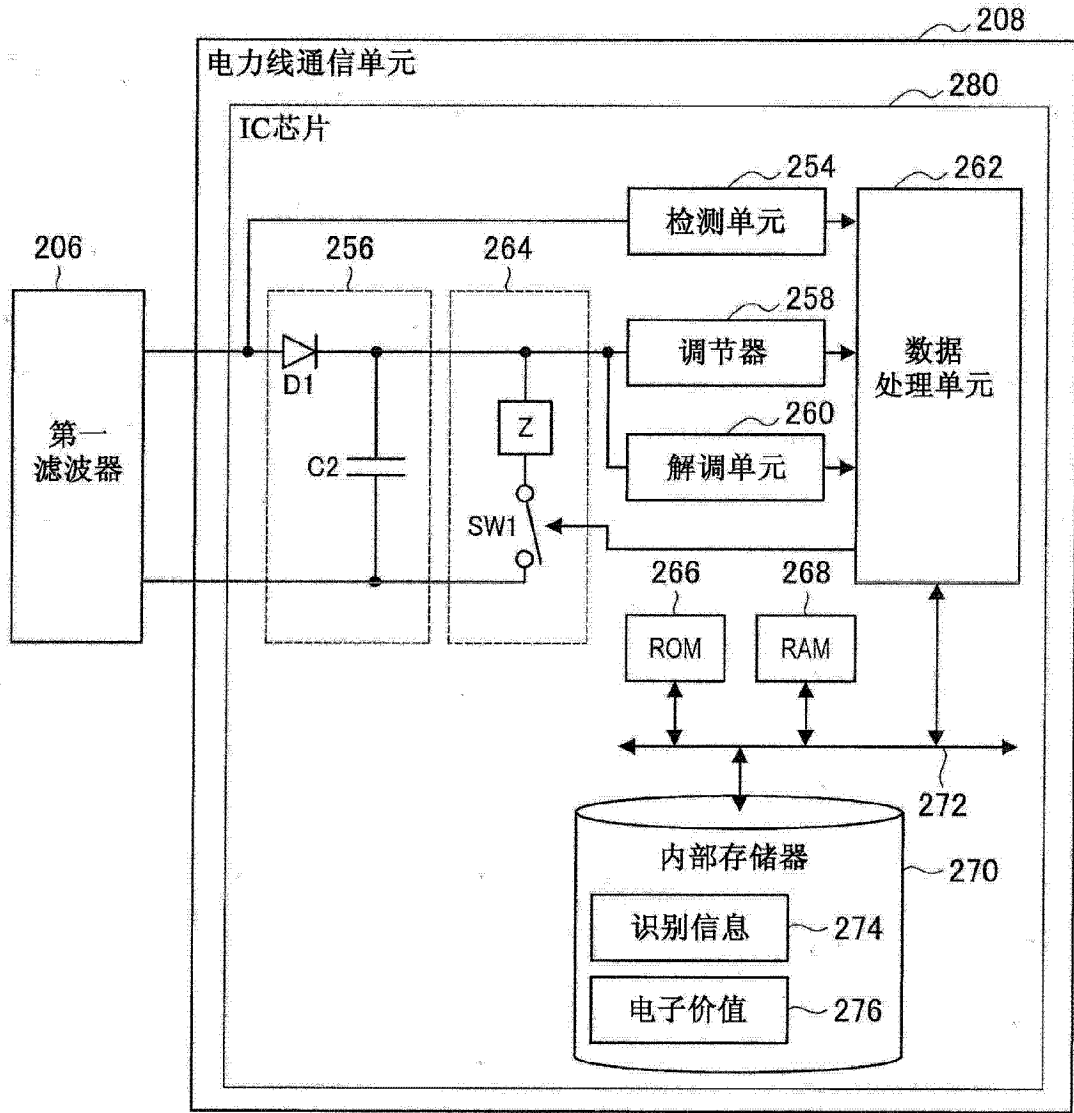 208
电力线通信单元
280
IC芯片
254
262
检测单元
206
256
264
258
D1
调节器
数据
处理单元
第一
滤波器
Z
260
C2
解调单元
SW1
266
268
ROM
RAM
272
内部存储器
270
识别信息
274
电子价值
276